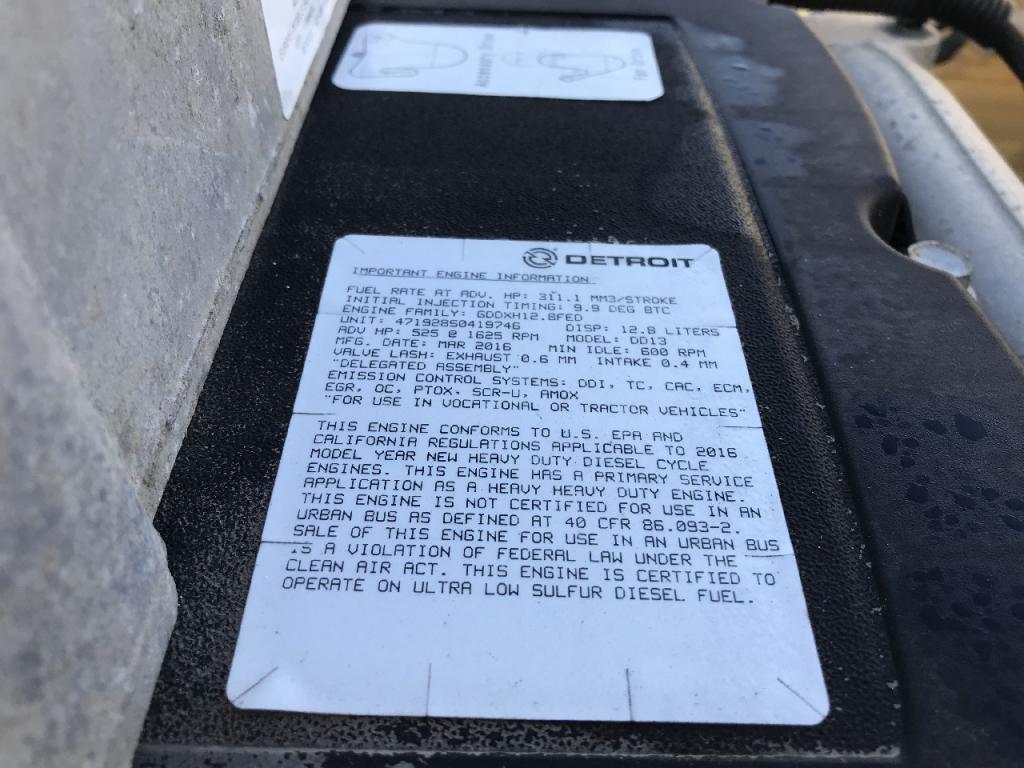 Accessory Drive
Fan Drive
DETROIT
IMPORTANT ENGINE INFORMATION
FUEL RATE AT ADV. HP: 311.1 MM3/STROKE
INITIAL INJECTION TIMING: 9.9 DEG BTC
ENGINE FAMILY: GDDXH12.8FED
UNIT: 471928S0419746 DISP: 12.8 LITERS
ADV HP: 525 @ 1625 RPM MODEL: DD13
MFG. DATE: MAR 2016 MIN IDLE: 600 RPM
VALVE LASH: EXHAUST 0.6 MM INTAKE 0.4 MM
"DELEGATED ASSEMBLY"
EMISSION CONTROL SYSTEMS: DDI, TC, CAC, ECM,
EGR, OC, PTOX, SCR-U, AMOX
"FOR USE IN VOCATIONAL OR TRACTOR VEHICLES"
THIS ENGINE CONFORMS TO U.S. EPA AND
CALIFORNIA REGULATIONS APPLICABLE TO 2016
MODEL YEAR NEW HEAVY DUTY DIESEL CYCLE
ENGINES. THIS ENGINE HAS A PRIMARY SERVICE
APPLICATION AS A HEAVY HEAVY DUTY ENGINE.
THIS ENGINE IS NOT CERTIFIED FOR USE IN AN
URBAN BUS AS DEFINED AT 40 CFR 86.093-2.
SALE OF THIS ENGINE FOR USE IN AN URBAN BUS
IS A VIOLATION OF FEDERAL LAW UNDER THE
CLEAN AIR ACT. THIS ENGINE IS CERTIFIED TO
OPERATE ON ULTRA LOW SULFUR DIESEL FUEL.